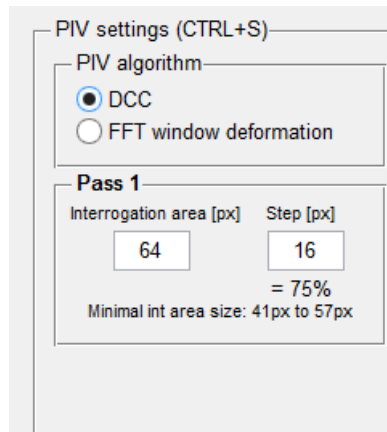 PIV settings (CTRL+S)
PIV algorithm
DCC
FFT window deformation
Pass 1
Interrogation area [px] Step [px]
64 16
= 75%
Minimal int area size: 41px to 57px